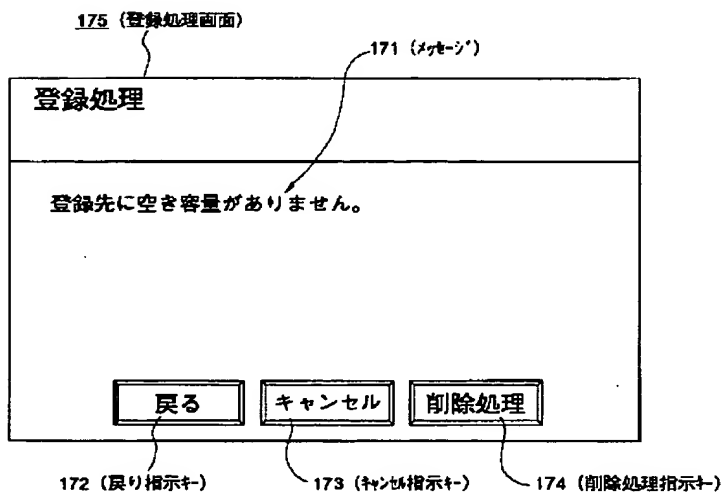 175 (登録処理画面)
171 (メッセージ)
登録処理
登録先に空き容量がありません。
戻る キャンセル 削除処理
172 (戻り指示キー) 173 (キャンセル指示キー) 174 (削除処理指示キー)